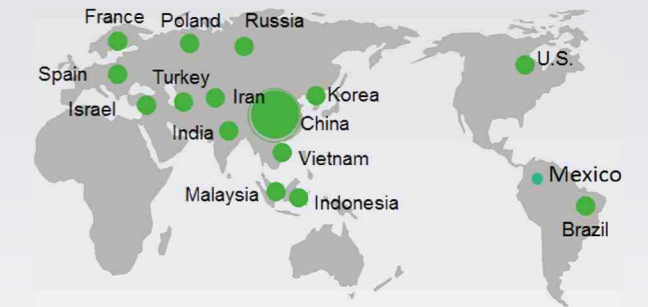 France
Poland
Russia
U.S.
Spain
Turkey
Iran
Korea
Israel
China
India
Vietnam
Mexico
Malaysia
Indonesia
Brazil